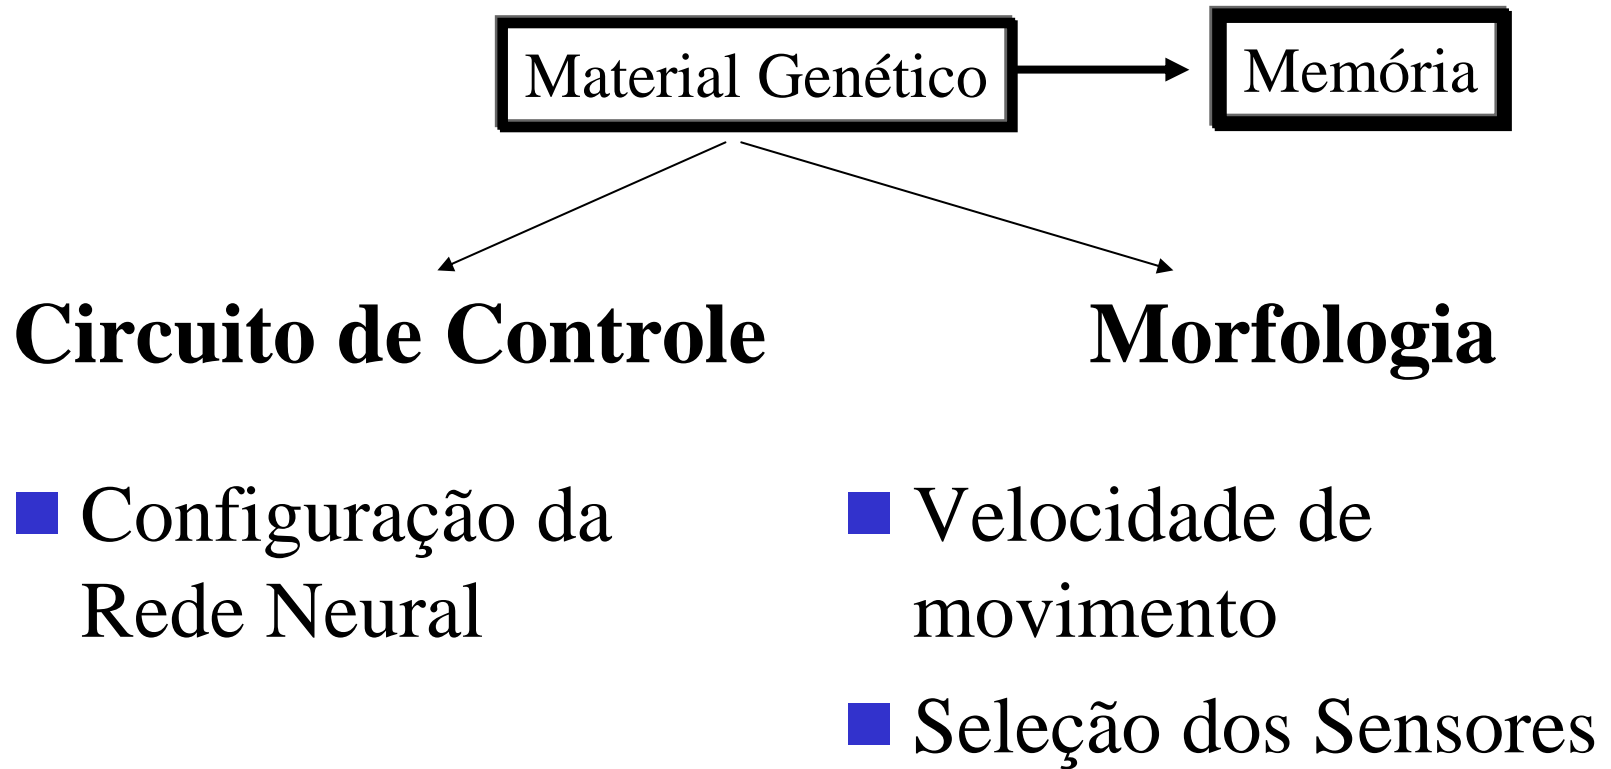 Material Genético
Memória
Circuito de Controle
Morfologia
Configuração da
Rede Neural
Velocidade de
movimento
Seleção dos Sensores